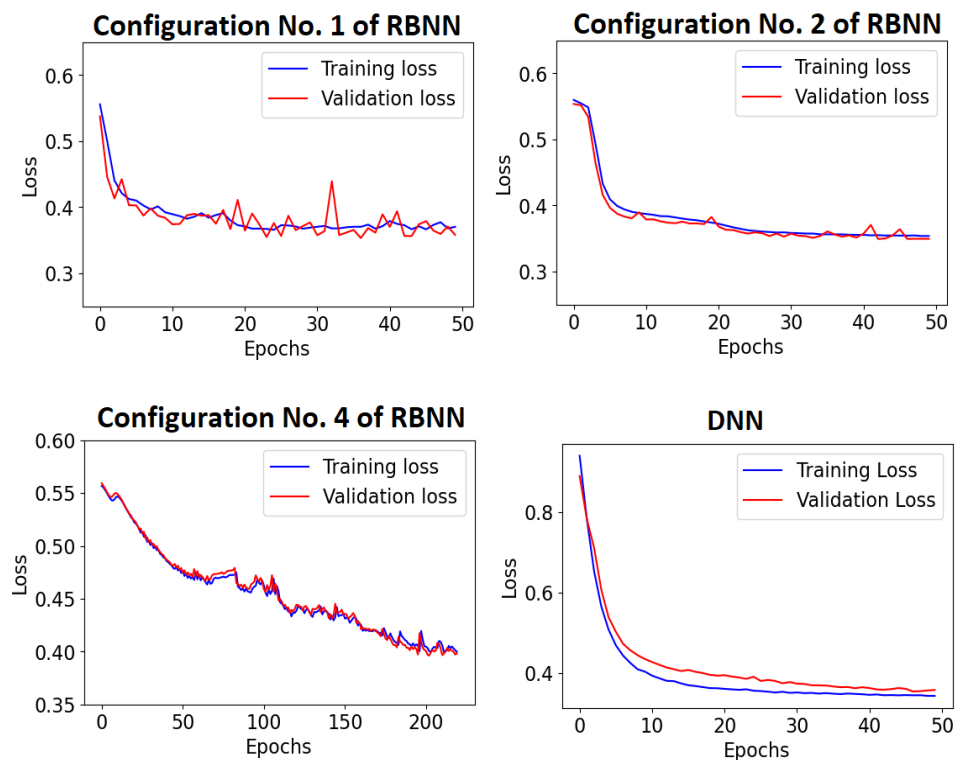 Configuration No. 1 of RBNN
Training loss
Validation loss
0.6
0.5
0.4
0.3
Loss
0 10 20 30 40 50
Epochs
Configuration No. 2 of RBNN
Training loss
Validation loss
0.6
0.5
0.4
0.3
Loss
0 10 20 30 40 50
Epochs
Configuration No. 4 of RBNN
Training loss
Validation loss
0.60
0.55
0.50
0.45
0.40
0.35
Loss
0 50 100 150 200
Epochs
DNN
Training Loss
Validation Loss
0.8
0.6
0.4
Loss
0 10 20 30 40 50
Epochs